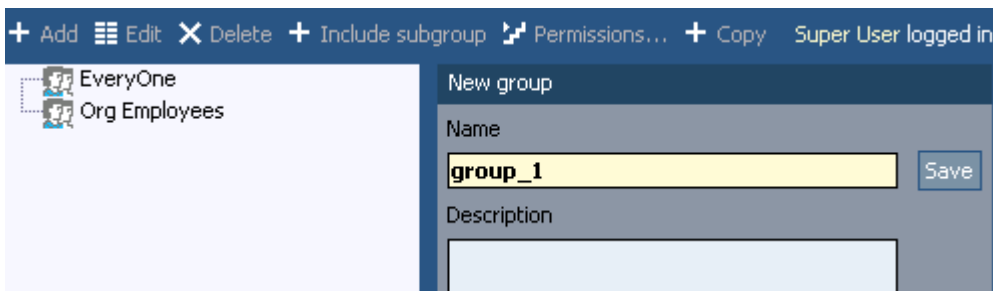 Add Edit Delete Include subgroup Permissions... Copy Super User logged in
EveryOne
Org Employees
New group
Name
group_1
Save
Description